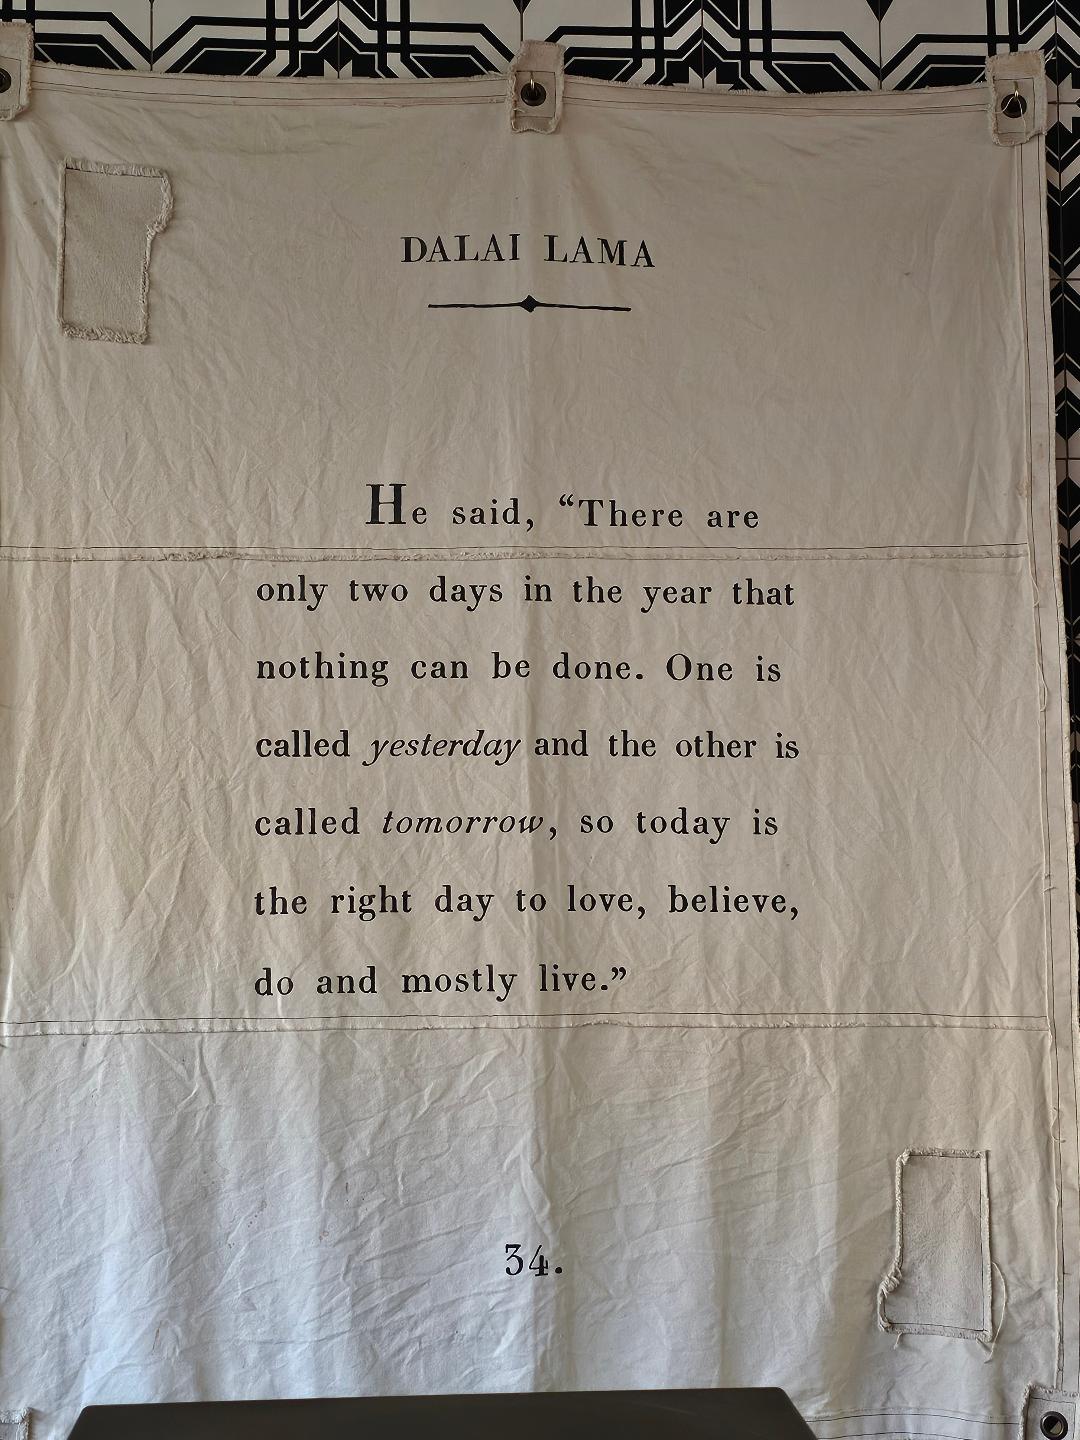 DALAI LAMA
He said, “There are
only two days in the year that
nothing can be done. One is
called yesterday and the other is
called tomorrow, so today is
the right day to love, believe,
do and mostly live.”
34.